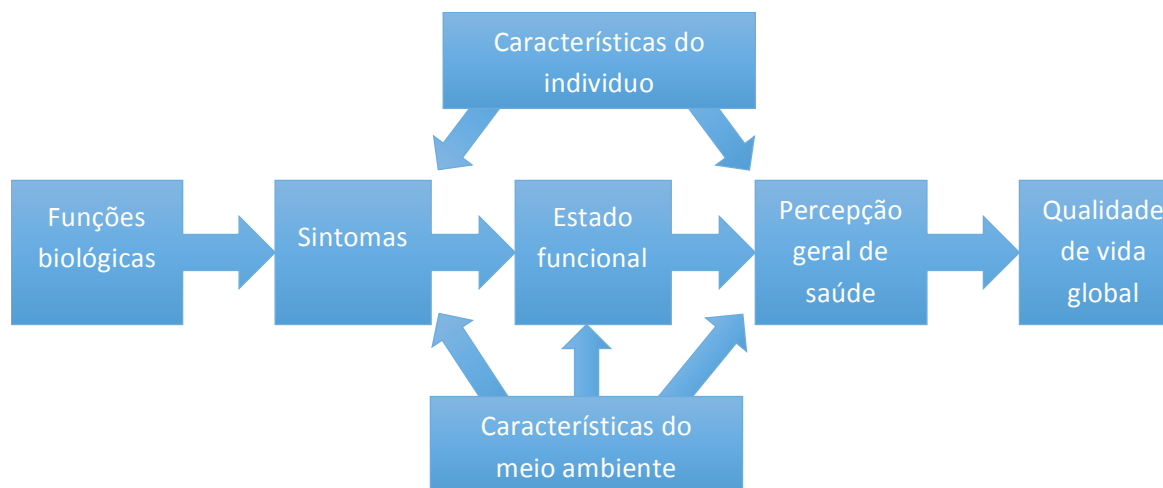 Características do
individuo
Funções
biológicas
Sintomas
Estado
funcional
Percepção
geral de
saúde
Qualidade
de vida
global
Características do
meio ambiente